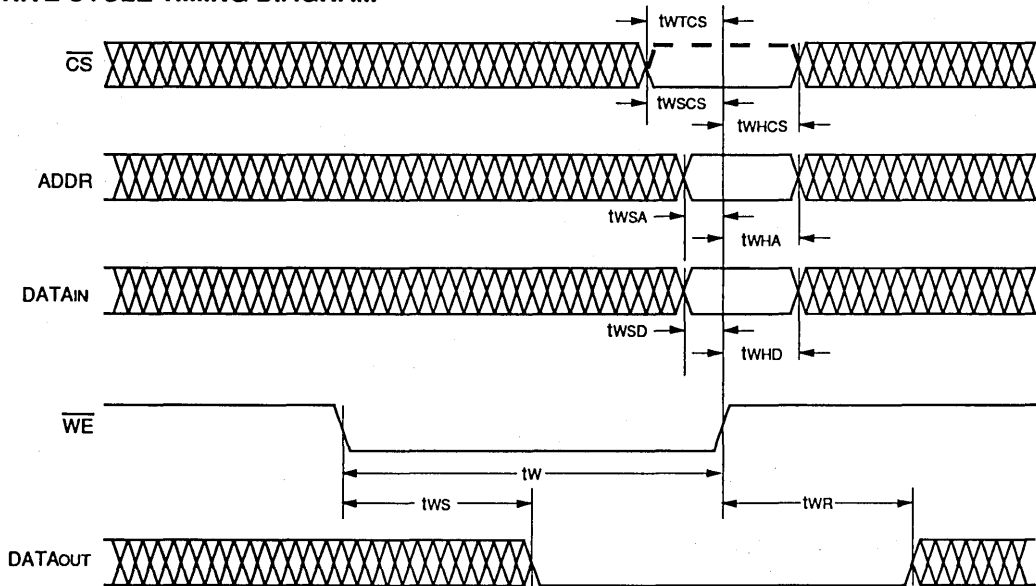 tWTCS
CS
tWSCS
tWHCS
ADDR
tWSA
tWHA
DATAIN
tWSD
tWHD
WE
tW
tWS
tWR
DATAOUT